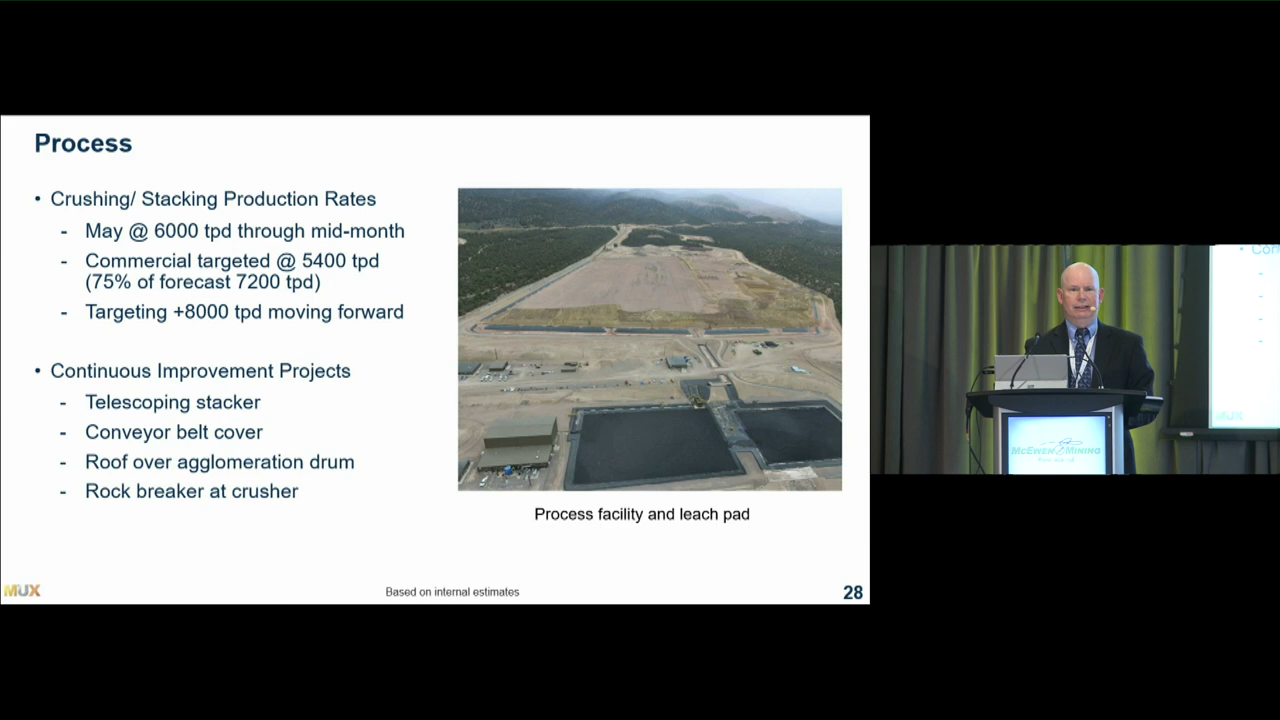 Process
• Crushing/ Stacking Production Rates
- May @ 6000 tpd through mid-month
- Commercial targeted @ 5400 tpd
(75% of forecast 7200 tpd)
- Targeting +8000 tpd moving forward
• Continuous Improvement Projects
- Telescoping stacker
- Conveyor belt cover
- Roof over agglomeration drum
- Rock breaker at crusher
Process facility and leach pad
MUX
Based on internal estimates
28
• Con
McEWEN MINING
MUX